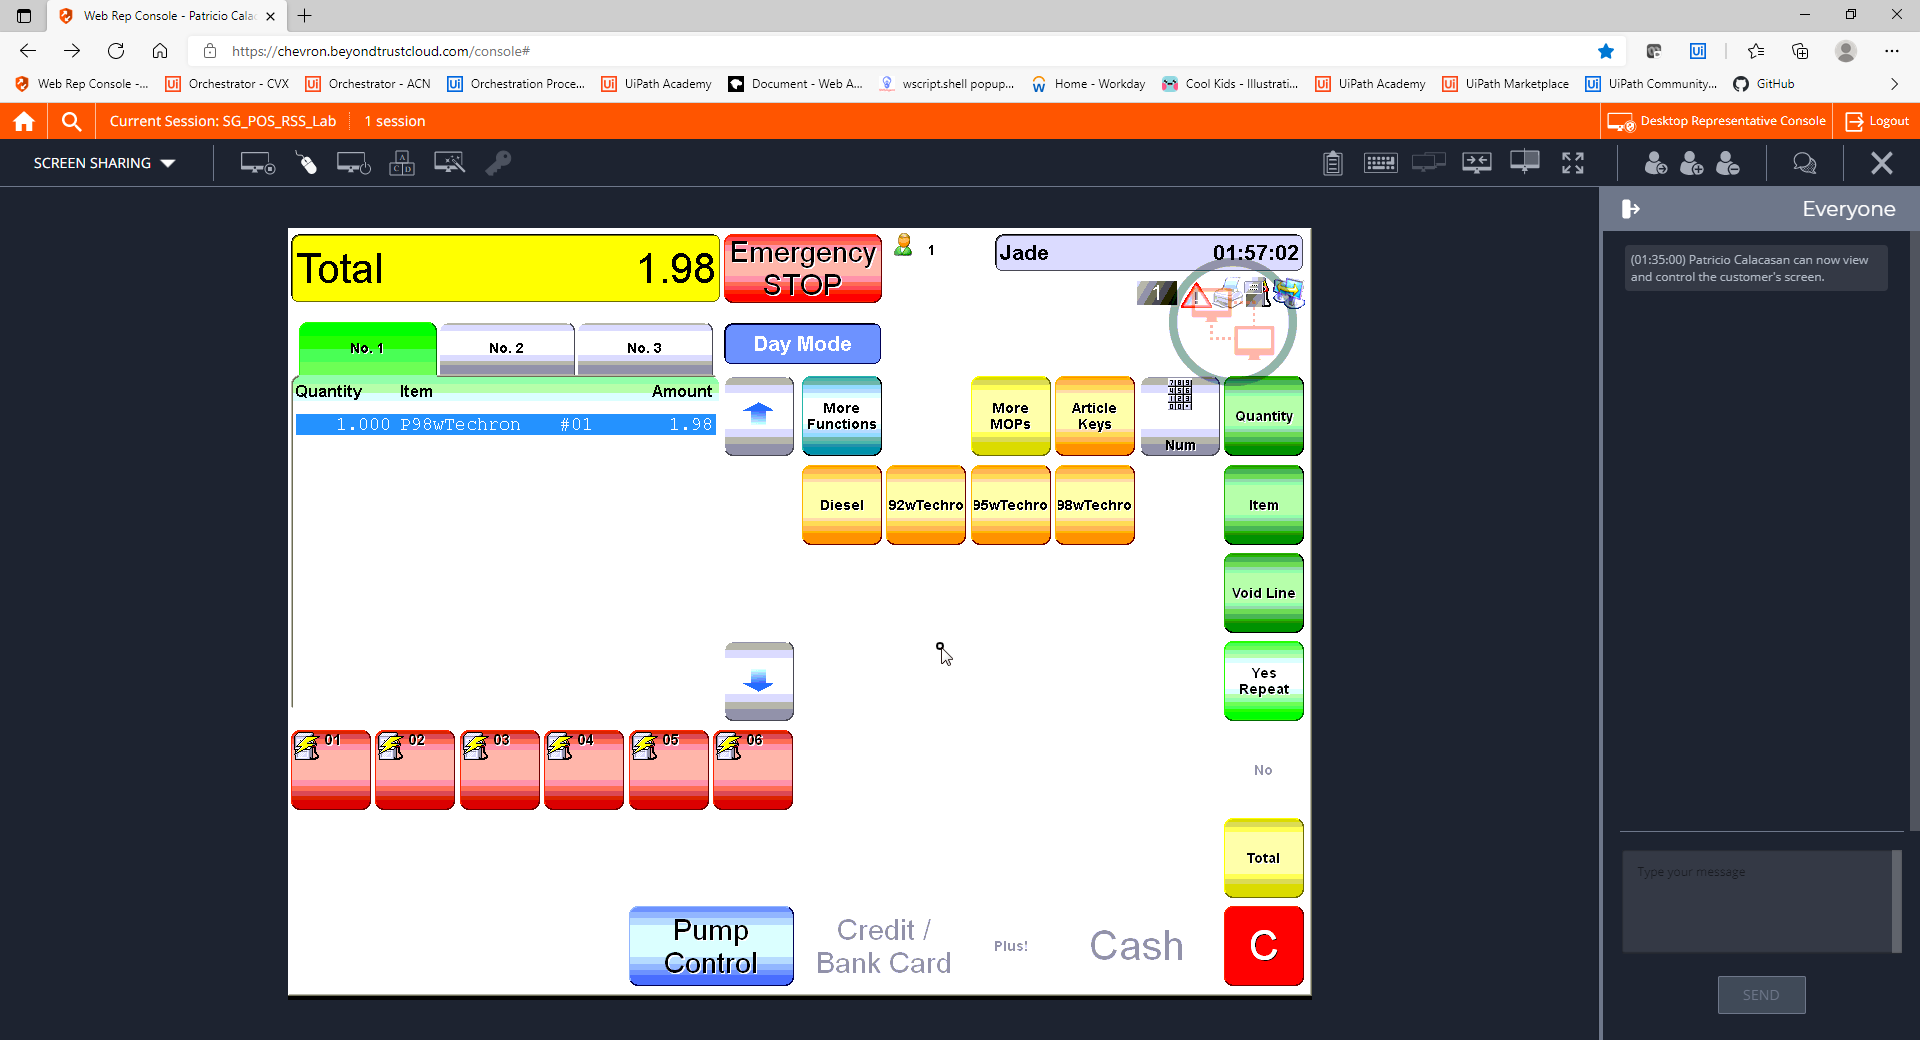 Web Rep Console - Patricio Cala
https://chevron.beyondtrustcloud.com/console#
Web Rep Console -...
Orchestrator - CVX
Orchestrator - ACN
Orchestration Proce...
UiPath Academy
Document - Web A...
wscript.shell popup...
Home - Workday
Cool Kids - Illustrati...
UiPath Academy
UiPath Marketplace
UiPath Community...
GitHub
Current Session: SG_POS_RSS_Lab
1 session
Desktop Representative Console
Logout
SCREEN SHARING
Everyone
(01:35:00) Patricio Calacasan can now view
and control the customer's screen.
Total 1.98
Emergency
STOP
1
Jade 01:57:02
1
No. 1
No. 2
No. 3
Day Mode
Quantity Item Amount
1.000 P98wTechron #01 1.98
More
Functions
More
MOPs
Article
Keys
Num
Quantity
Diesel
92wTechro
95wTechro
98wTechro
Item
Void Line
Yes
Repeat
01
02
03
04
05
06
No
Total
Pump
Control
Credit /
Bank Card
Plus!
Cash
C
Type your message
SEND